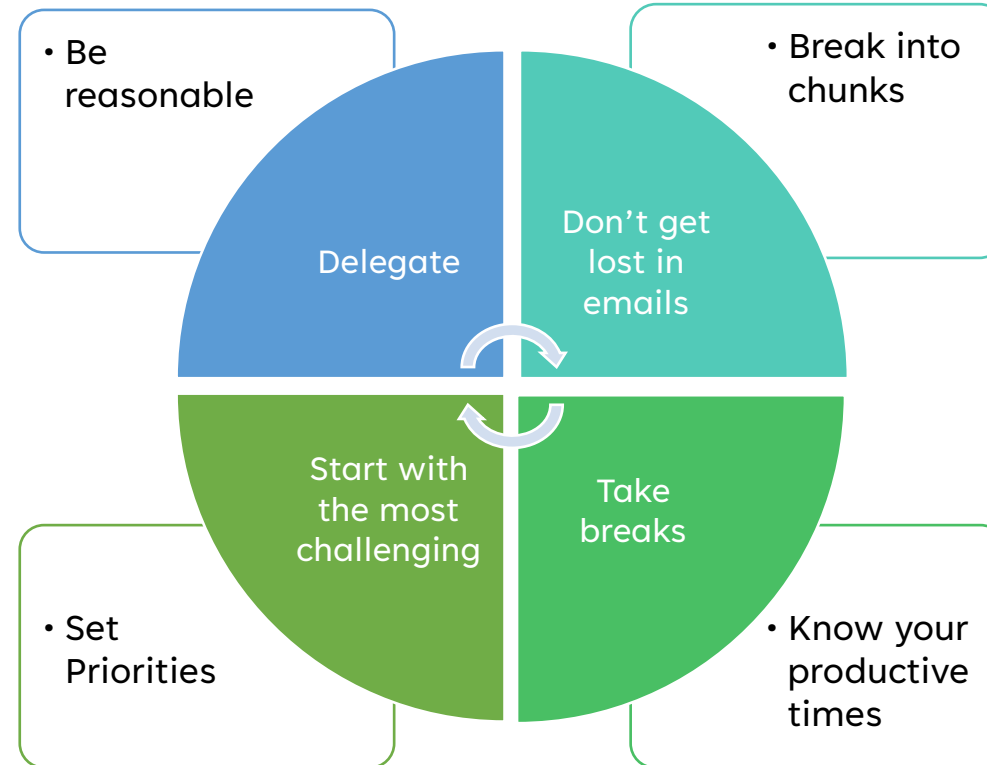 • Be
reasonable
• Break into
chunks
Delegate
Don’t get
lost in
emails
Start with
the most
challenging
Take
breaks
• Set
Priorities
• Know your
productive
times